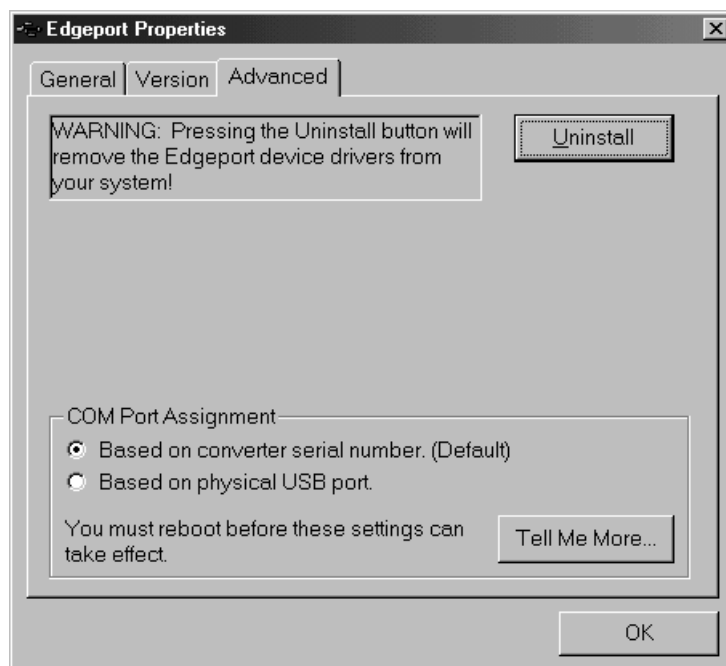 Edgeport Properties
General
Version
Advanced
WARNING: Pressing the Uninstall button will
remove the Edgeport device drivers from
your system!
Uninstall
COM Port Assignment
Based on converter serial number. (Default)
Based on physical USB port.
You must reboot before these settings can
take effect.
Tell Me More...
OK